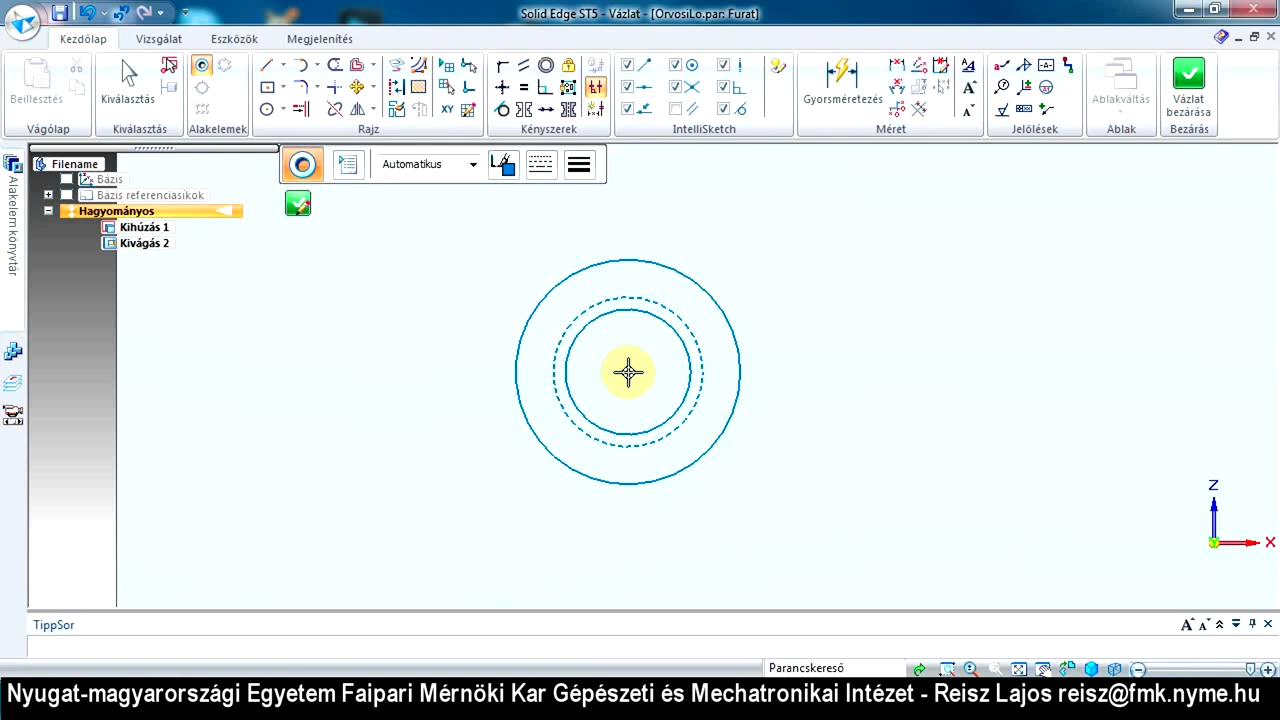 Solid Edge ST5 - Vázlat - [OrvosiLo.par: Furat]
Kezdőlap
Vizsgálat
Eszközök
Megjelenítés
Beillesztés
Kiválasztás
Gyorsméretezés
Ablakváltás
Vázlat bezárása
Vágólap
Kiválasztás
Alakelemek
Rajz
Kényszerek
IntelliSketch
Méret
Jelölések
Ablak
Bezárás
Filename
Automatikus
Bázis
Bázis referenciasíkok
Hagyományos
Kihúzás 1
Kivágás 2
Alakelem könyvtár
Z
X
TippSor
Parancskereső
Nyugat-magyarországi Egyetem Faipari Mérnöki Kar Gépészeti és Mechatronikai Intézet - Reisz Lajos reisz@fmk.nyme.hu